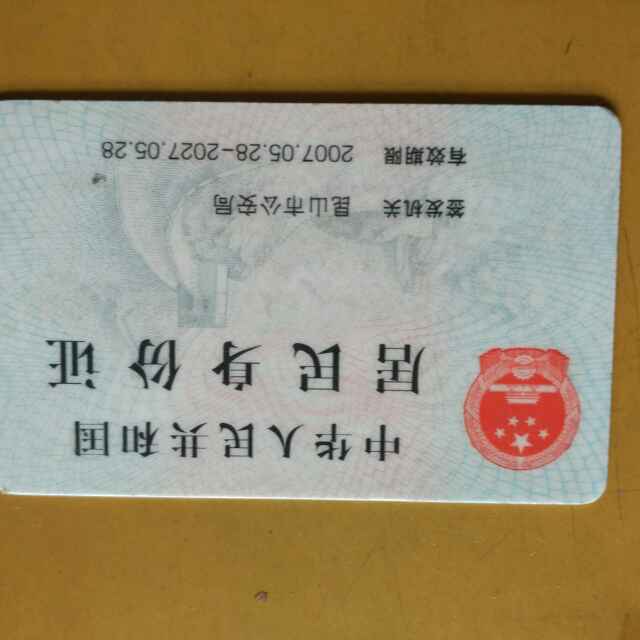 中华人民共和国
居民身份证
签发机关 昆山市公安局
有效期限 2007.05.28-2027.05.28